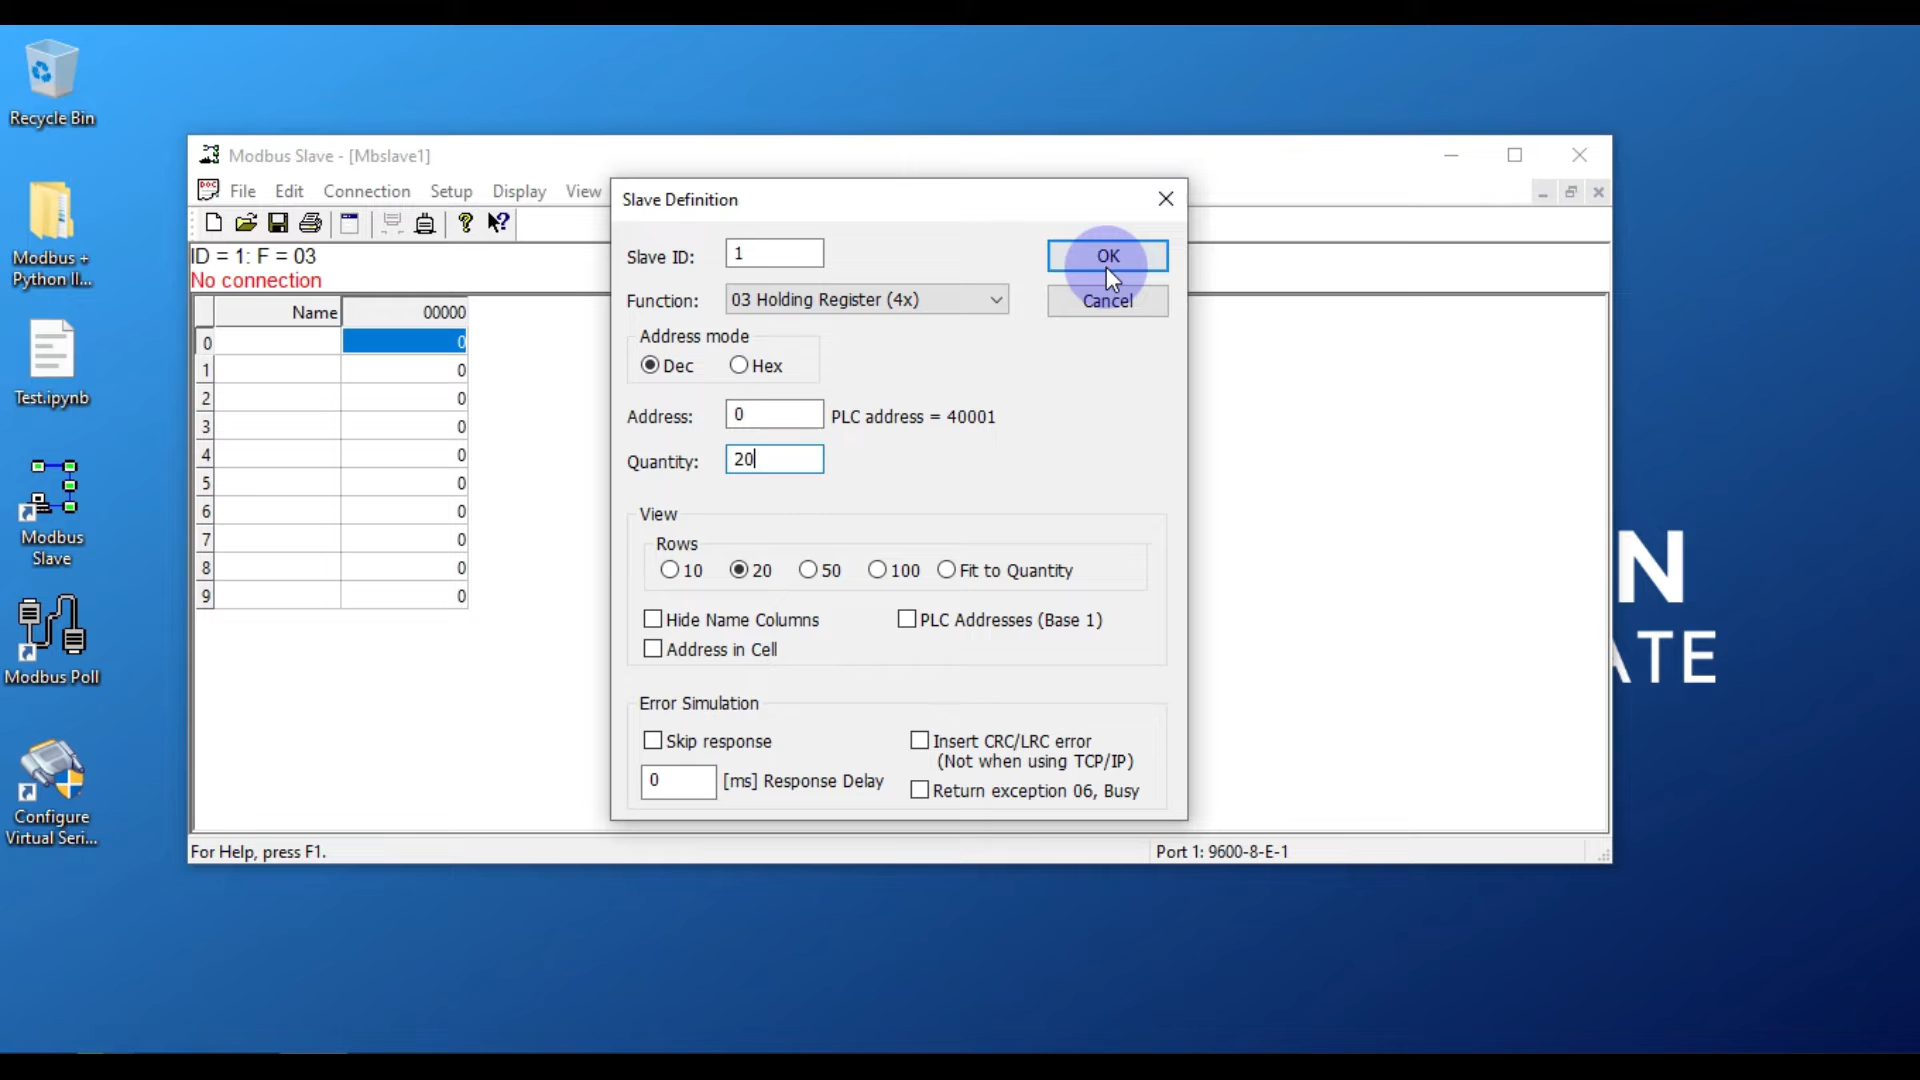 Recycle Bin
Modbus +
Python II...
Test.ipynb
Modbus
Slave
Modbus Poll
Configure
Virtual Seri...
Modbus Slave - [Mbslave1]
File Edit Connection Setup Display View
ID = 1: F = 03
No connection
Name 00000
0 0
1 0
2 0
3 0
4 0
5 0
6 0
7 0
8 0
9 0
For Help, press F1.
Port 1: 9600-8-E-1
Slave Definition
Slave ID: 1
OK
Function: 03 Holding Register (4x)
Cancel
Address mode
Dec Hex
Address: 0 PLC address = 40001
Quantity: 20
View
Rows
10 20 50 100 Fit to Quantity
Hide Name Columns PLC Addresses (Base 1)
Address in Cell
Error Simulation
Skip response Insert CRC/LRC error
(Not when using TCP/IP)
0 [ms] Response Delay
Return exception 06, Busy
N
ATE